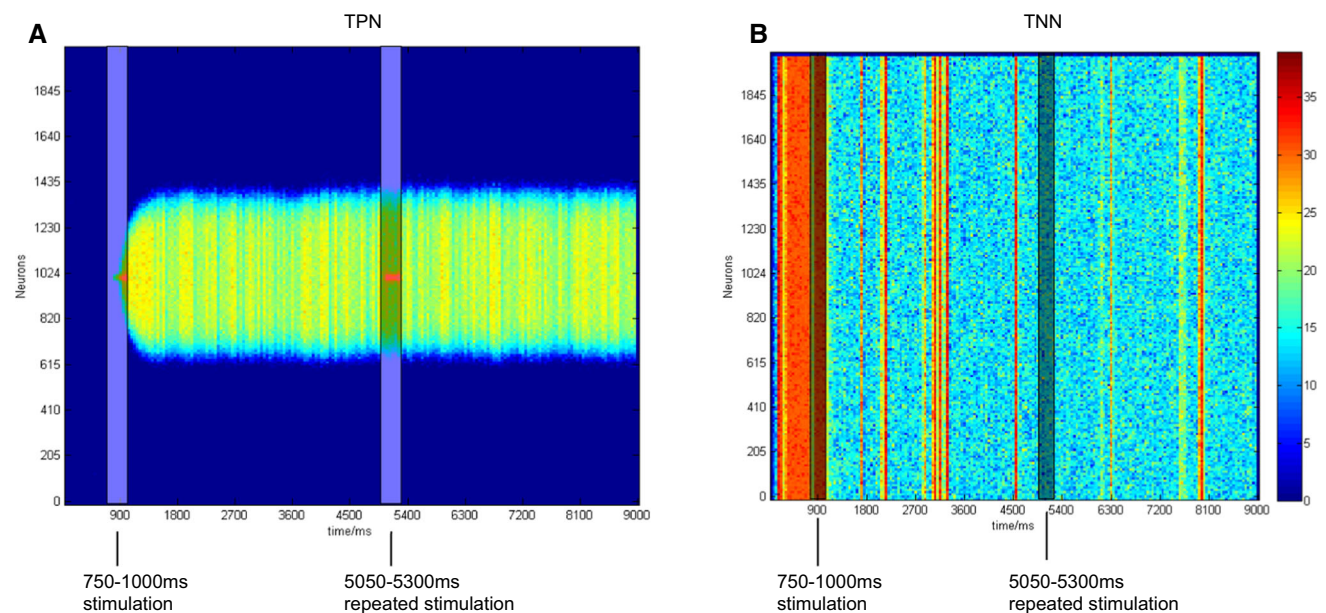 TPN
A
1845
1640
1435
1230
1024
820
615
410
205
0
Neurons
900 1800 2700 3600 4500 5400 6300 7200 8100 9000
time/ms
750-1000ms
stimulation
5050-5300ms
repeated stimulation
TNN
B
1845
1640
1435
1230
1024
820
615
410
205
0
Neurons
900 1800 2700 3600 4500 5400 6300 7200 8100 9000
time/ms
750-1000ms
stimulation
5050-5300ms
repeated stimulation
35
30
25
20
15
10
5
0